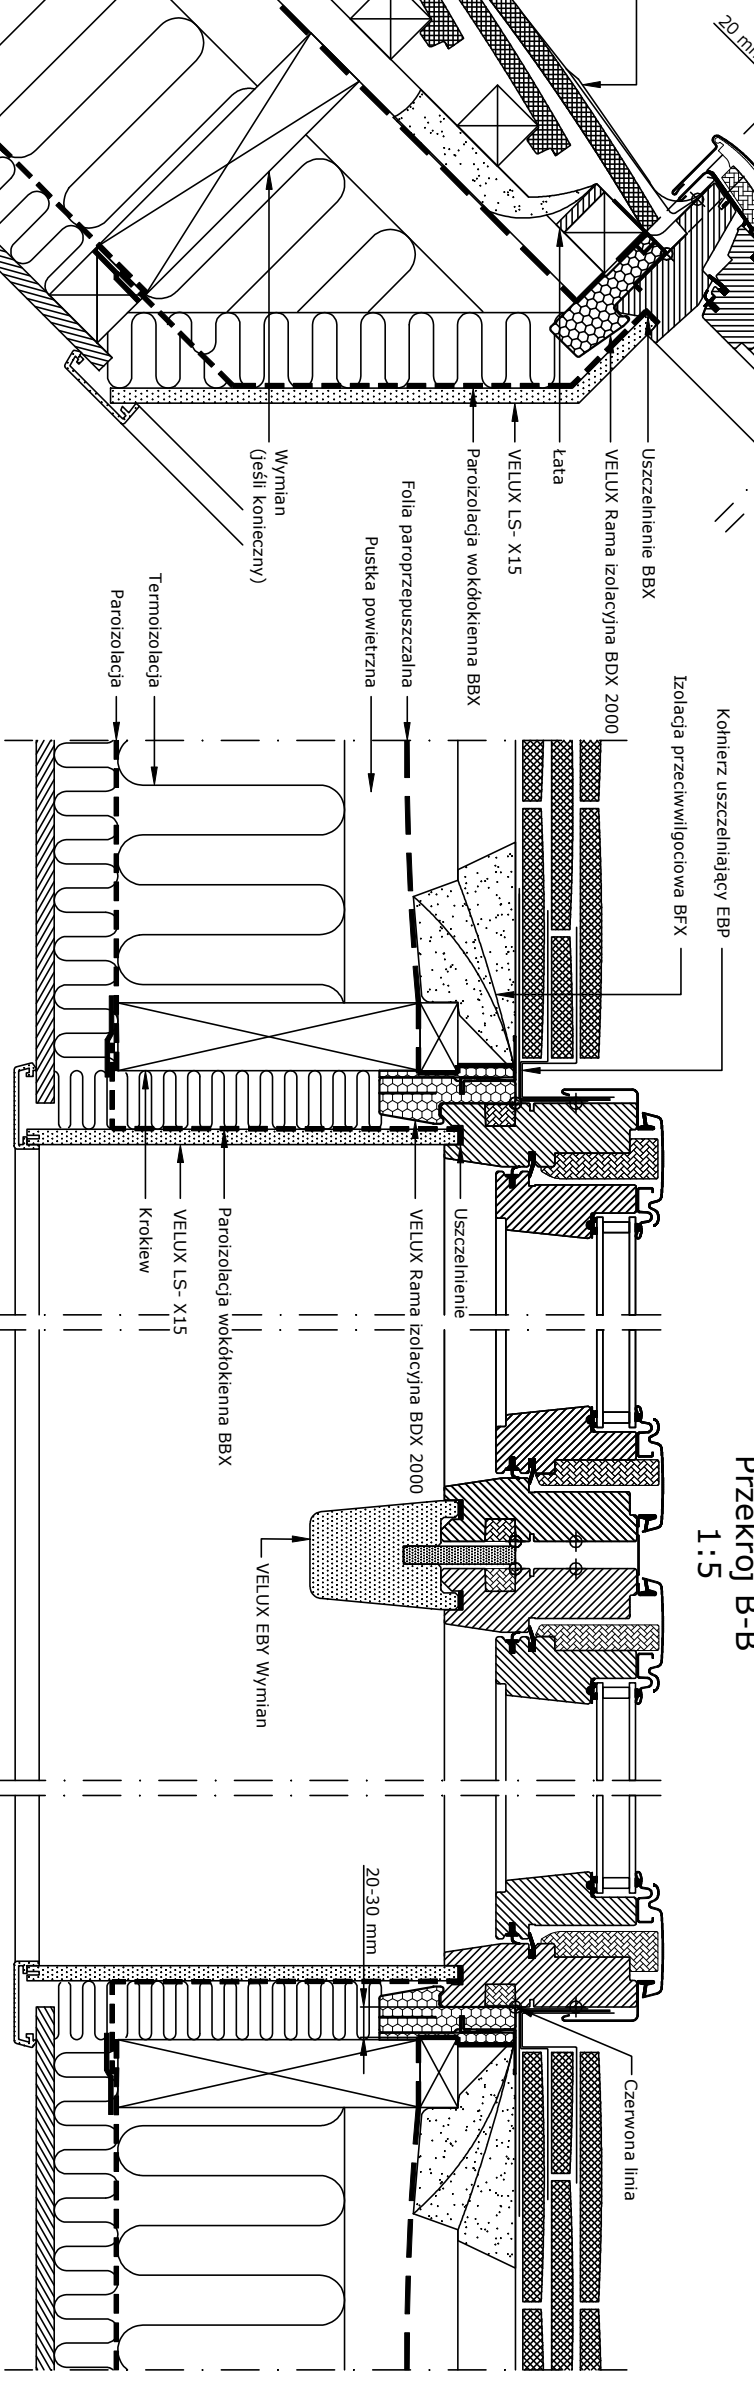 20 mm
Uszczelnienie BBX
VELUX Rama izolacyjna BDX 2000
Łata
VELUX LS- X15
Paroizolacja wokółokienna BBX
Wymian
(jeśli konieczny)
Kołnierz uszczelniający EBP
Izolacja przeciwwilgociowa BFX
Folia paroprzepuszczalna
Pustka powietrzna
Termoizolacja
Paroizolacja
Uszczelnienie
VELUX Rama izolacyjna BDX 2000
Paroizolacja wokółokienna BBX
VELUX LS- X15
Krokiew
Przekrój B-B
1:5
VELUX EBY Wymian
20-30 mm
Czerwona linia